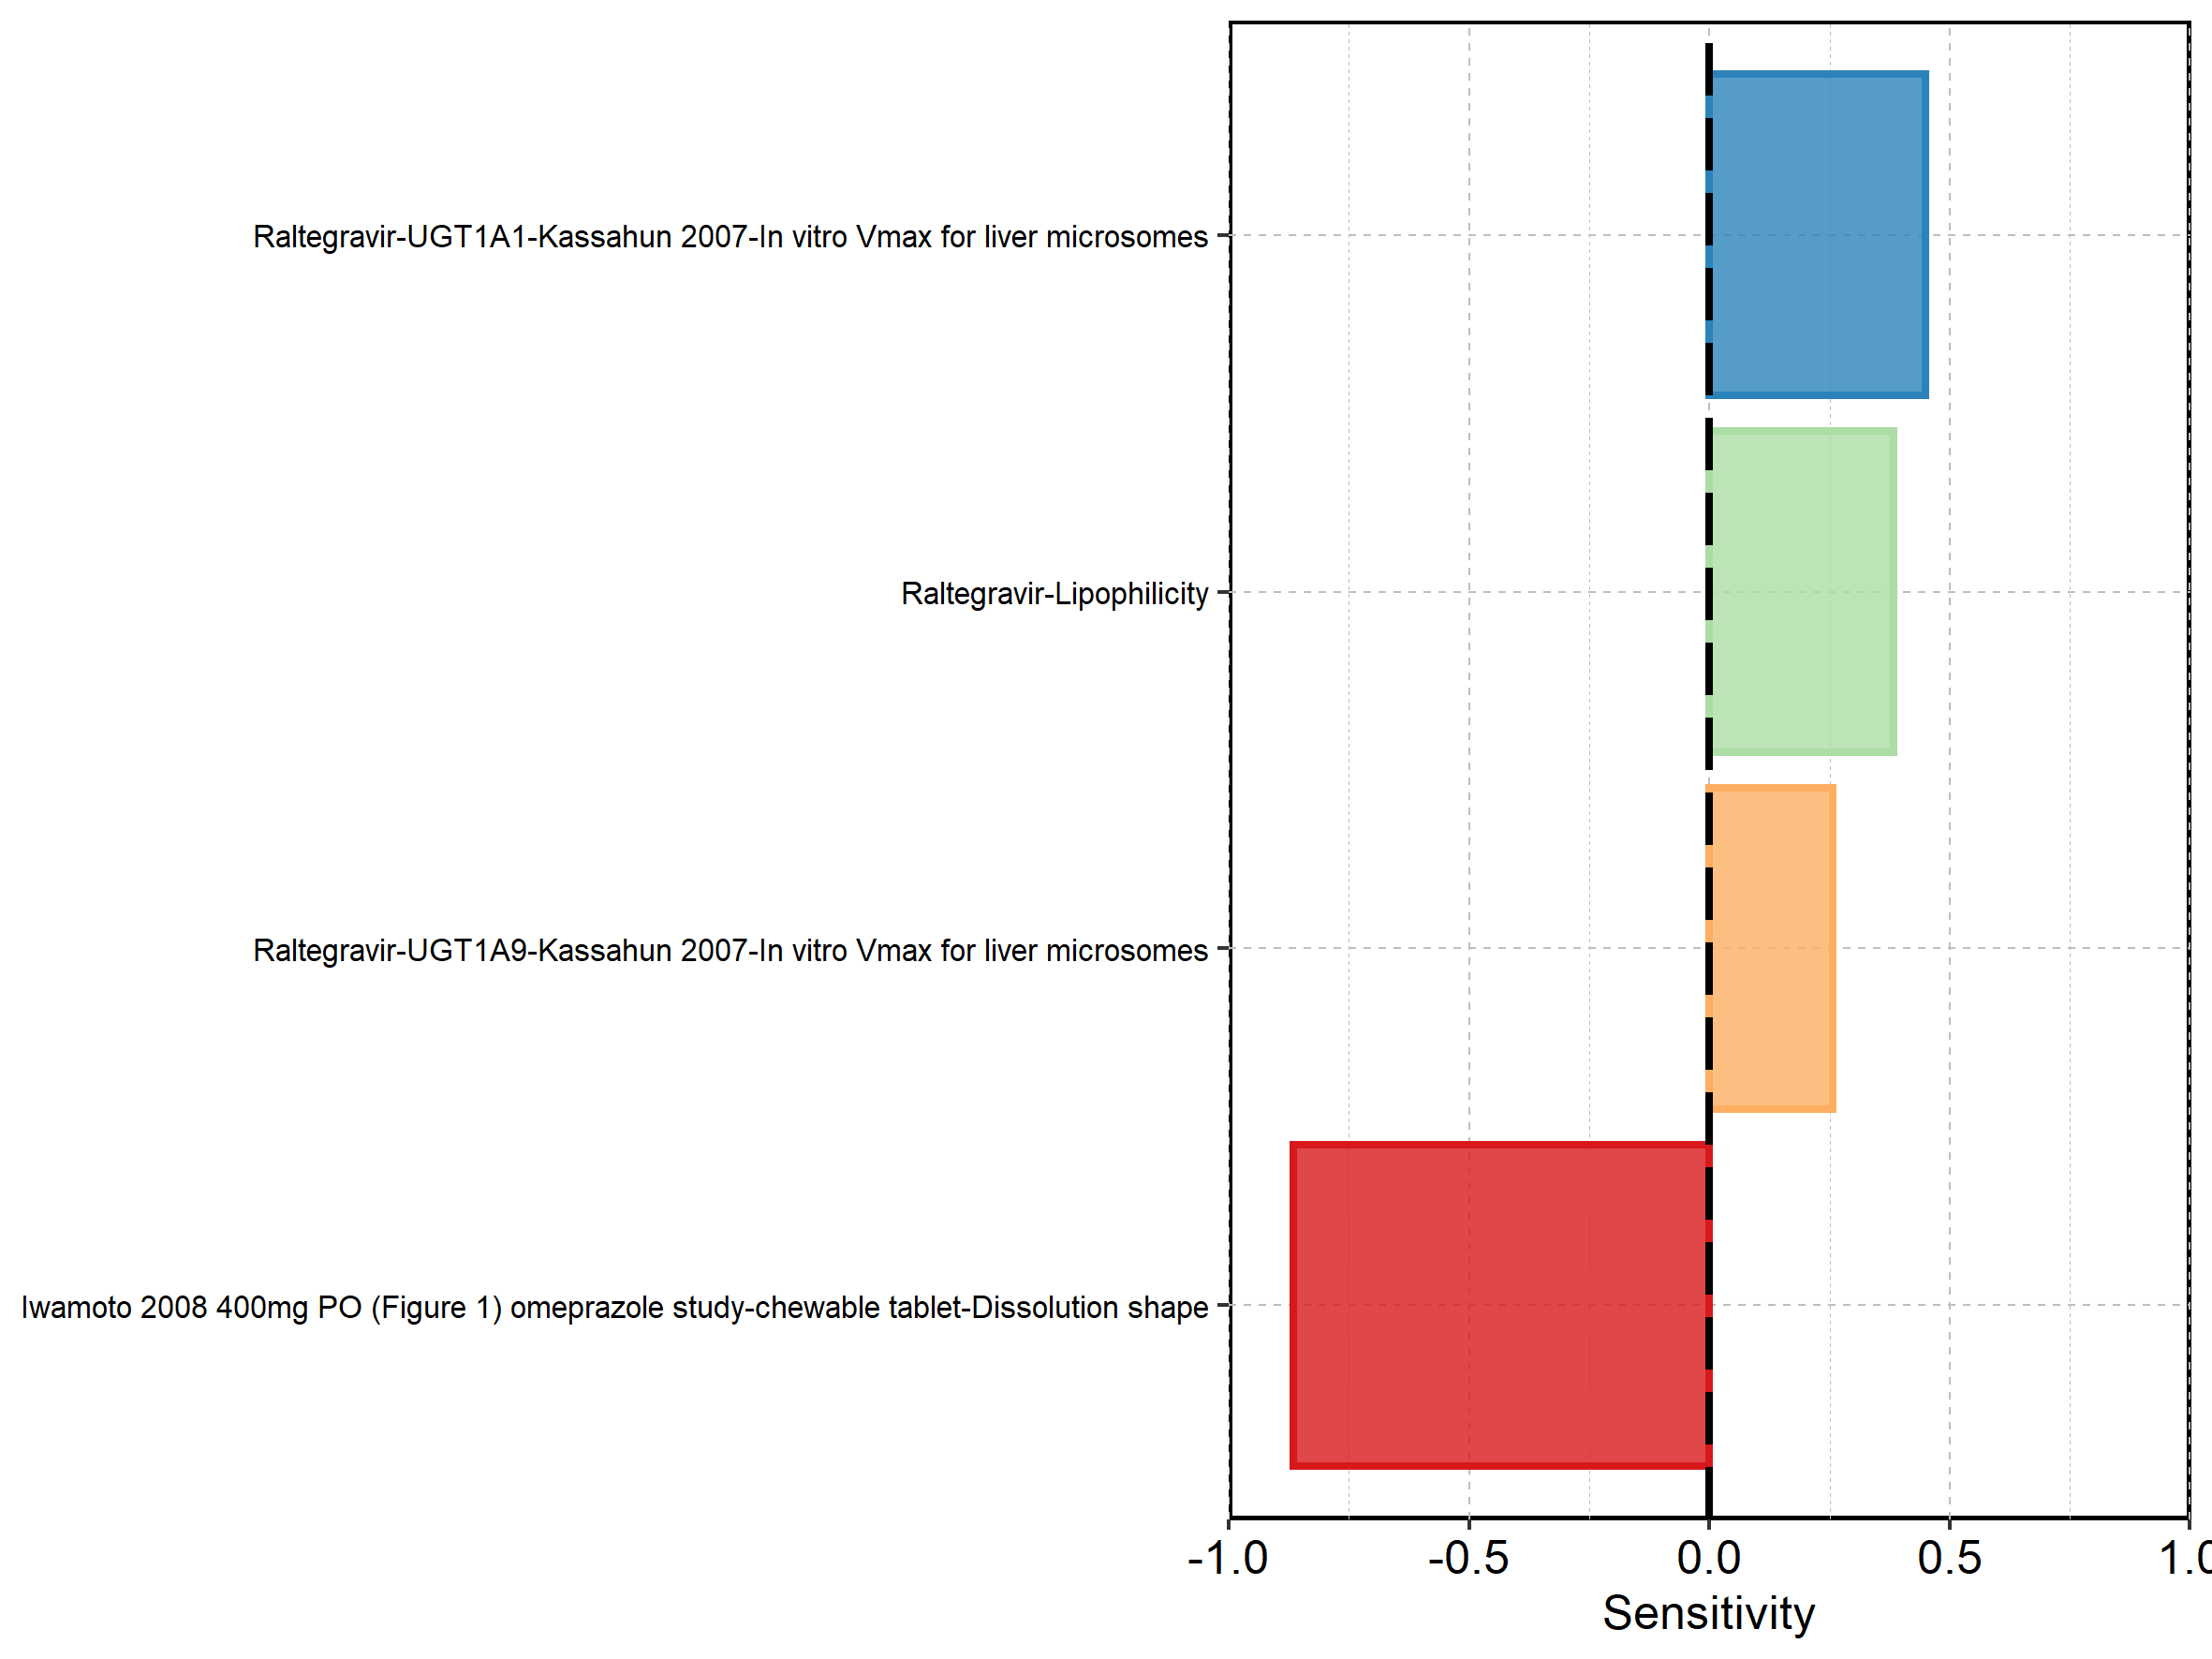 Raltegravir-UGT1A1-Kassahun 2007-In vitro Vmax for liver microsomes
Raltegravir-Lipophilicity
Raltegravir-UGT1A9-Kassahun 2007-In vitro Vmax for liver microsomes
Iwamoto 2008 400mg PO (Figure 1) omeprazole study-chewable tablet-Dissolution shape
-1.0 -0.5 0.0 0.5 1.0
Sensitivity